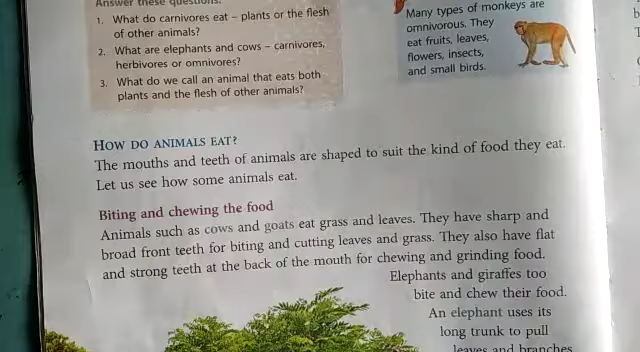 Answer these questions.
1. What do carnivores eat – plants or the flesh
of other animals?
2. What are elephants and cows – carnivores,
herbivores or omnivores?
3. What do we call an animal that eats both
plants and the flesh of other animals?
Many types of monkeys are
omnivorous. They
eat fruits, leaves,
flowers, insects,
and small birds.
HOW DO ANIMALS EAT?
The mouths and teeth of animals are shaped to suit the kind of food they eat.
Let us see how some animals eat.
Biting and chewing the food
Animals such as cows and goats eat grass and leaves. They have sharp and
broad front teeth for biting and cutting leaves and grass. They also have flat
and strong teeth at the back of the mouth for chewing and grinding food.
Elephants and giraffes too
bite and chew their food.
An elephant uses its
long trunk to pull
leaves and branches